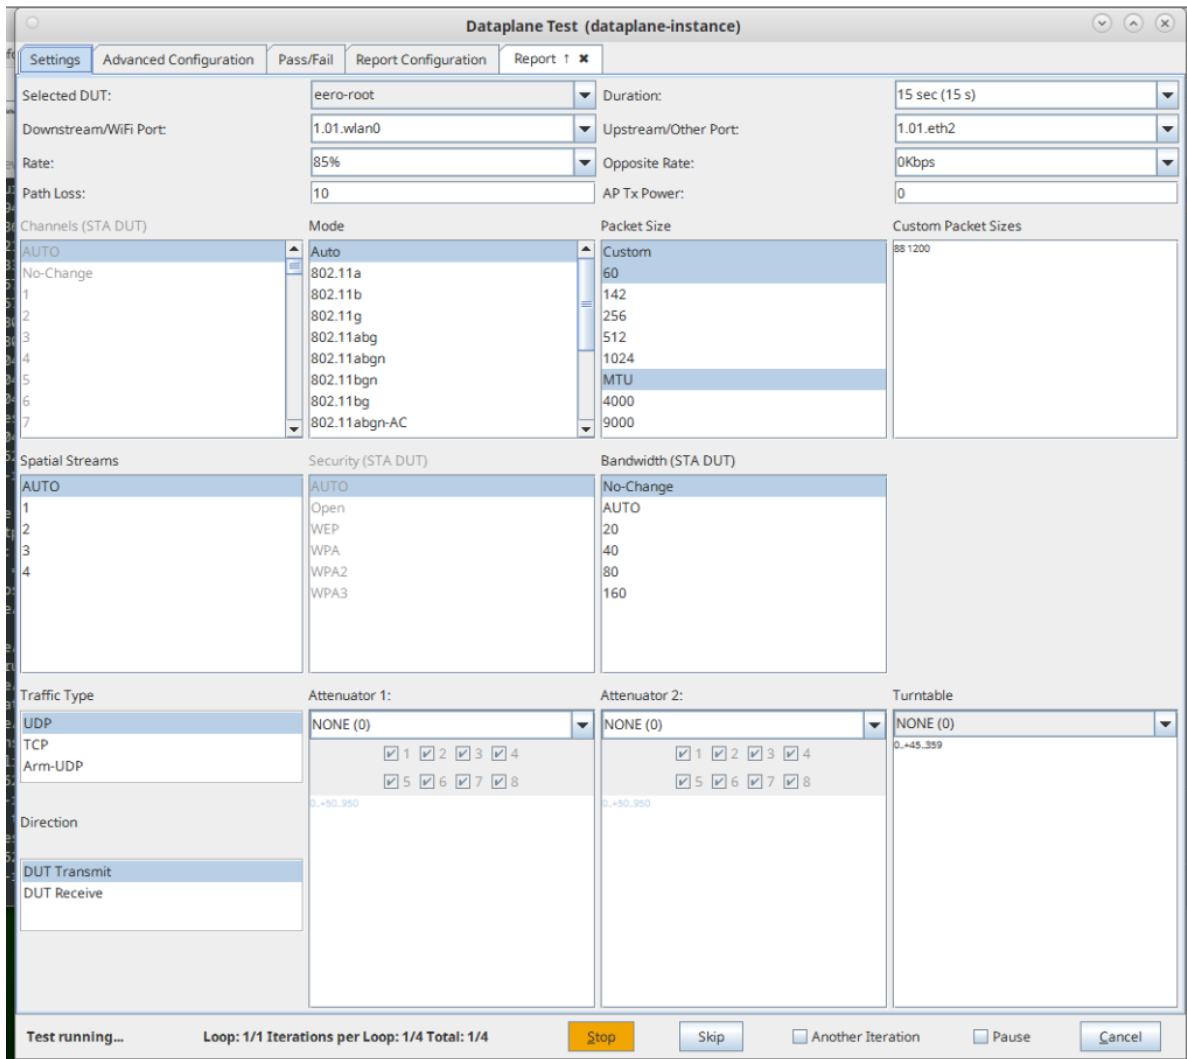 Dataplane Test (dataplane-instance)
Settings Advanced Configuration Pass/Fail Report Configuration Report ↑ ✖
Selected DUT: eero-root Duration: 15 sec (15 s)
Downstream/WiFi Port: 1.01.wlan0 Upstream/Other Port: 1.01.eth2
Rate: 85% Opposite Rate: 0Kbps
Path Loss: 10 AP Tx Power: 0
Channels (STA DUT) Mode Packet Size Custom Packet Sizes
AUTO Auto Custom 88 1200
No-Change 802.11a 60
1 802.11b 142
2 802.11g 256
3 802.11abg 512
4 802.11abgn 1024
5 802.11bgn MTU
6 802.11bg 4000
7 802.11abgn-AC 9000
Spatial Streams Security (STA DUT) Bandwidth (STA DUT)
AUTO AUTO No-Change
1 Open AUTO
2 WEP 20
3 WPA 40
4 WPA2 80
WPA3 160
Traffic Type Attenuator 1: Attenuator 2: Turntable
UDP NONE (0) NONE (0) NONE (0)
TCP 1 2 3 4 1 2 3 4 0..+45..359
Arm-UDP 5 6 7 8 5 6 7 8
0..+50..950 0..+50..950
Direction
DUT Transmit
DUT Receive
Test running... Loop: 1/1 Iterations per Loop: 1/4 Total: 1/4 Stop Skip Another Iteration Pause Cancel